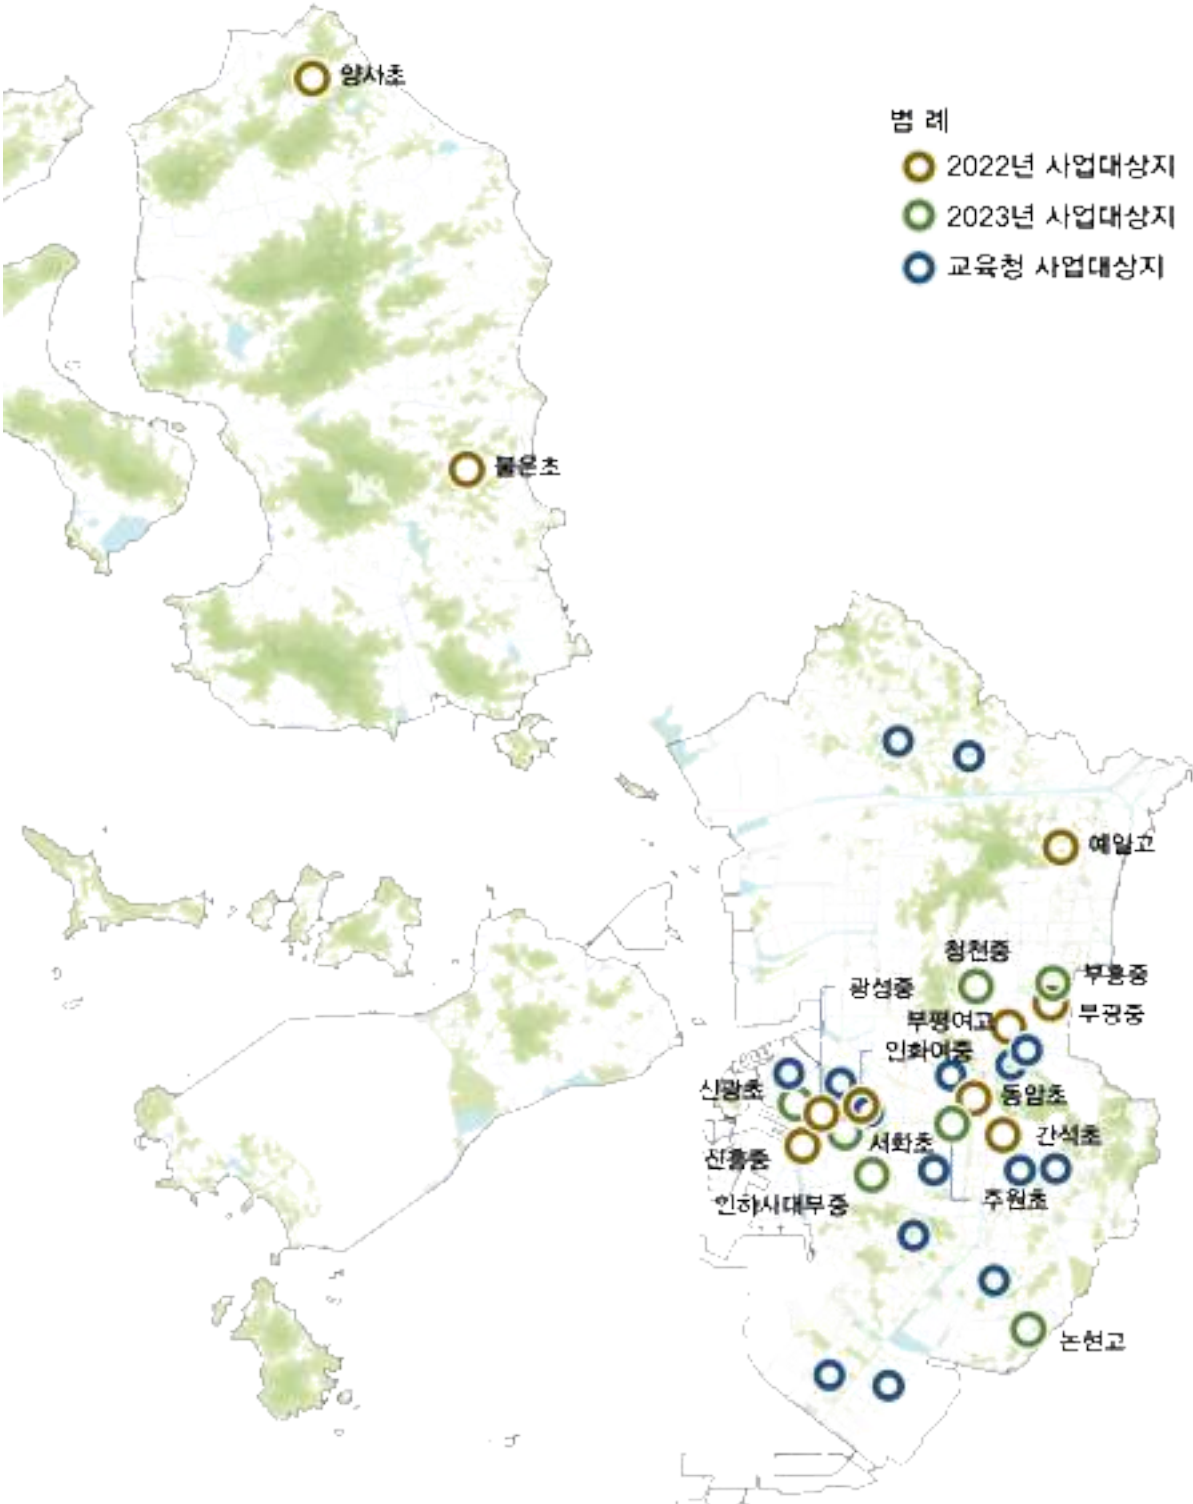 양사초
범 례
2022년 사업대상지
2023년 사업대상지
교육청 사업대상지
불은초
예일고
청천중
부흥중
광성중
부광중
부평여고
인화여중
신광초
동암초
간석초
서화초
신흥중
주원초
인하사대부중
논현고